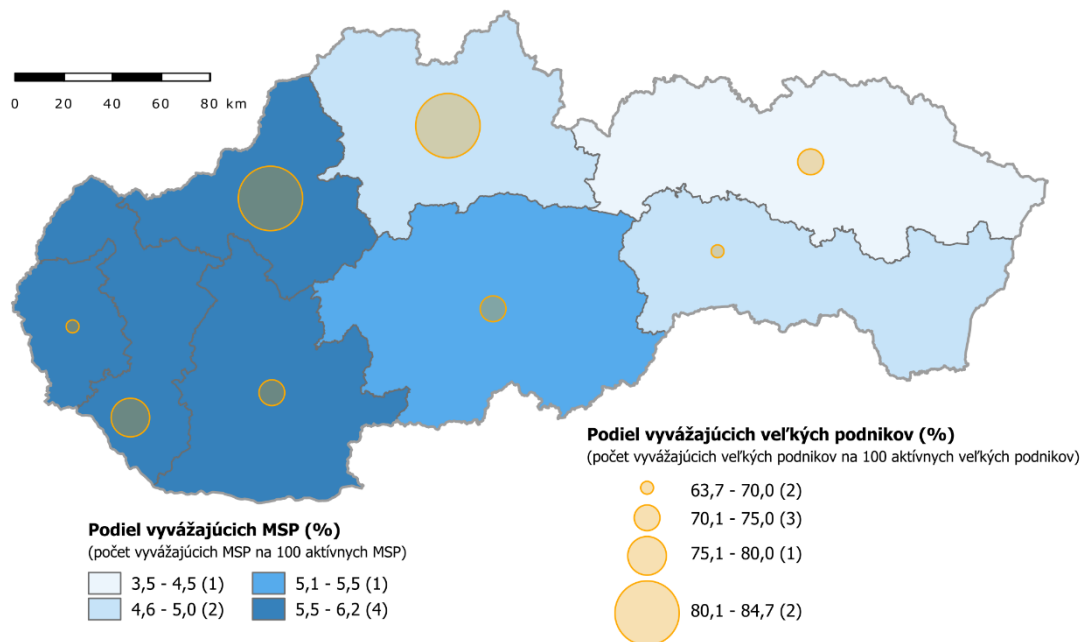 0 20 40 60 80 km
Podiel vyvážajúcich veľkých podnikov (%)
(počet vyvážajúcich veľkých podnikov na 100 aktívnych veľkých podnikov)
63,7 - 70,0 (2)
70,1 - 75,0 (3)
75,1 - 80,0 (1)
80,1 - 84,7 (2)
Podiel vyvážajúcich MSP (%)
(počet vyvážajúcich MSP na 100 aktívnych MSP)
3,5 - 4,5 (1) 5,1 - 5,5 (1)
4,6 - 5,0 (2) 5,5 - 6,2 (4)